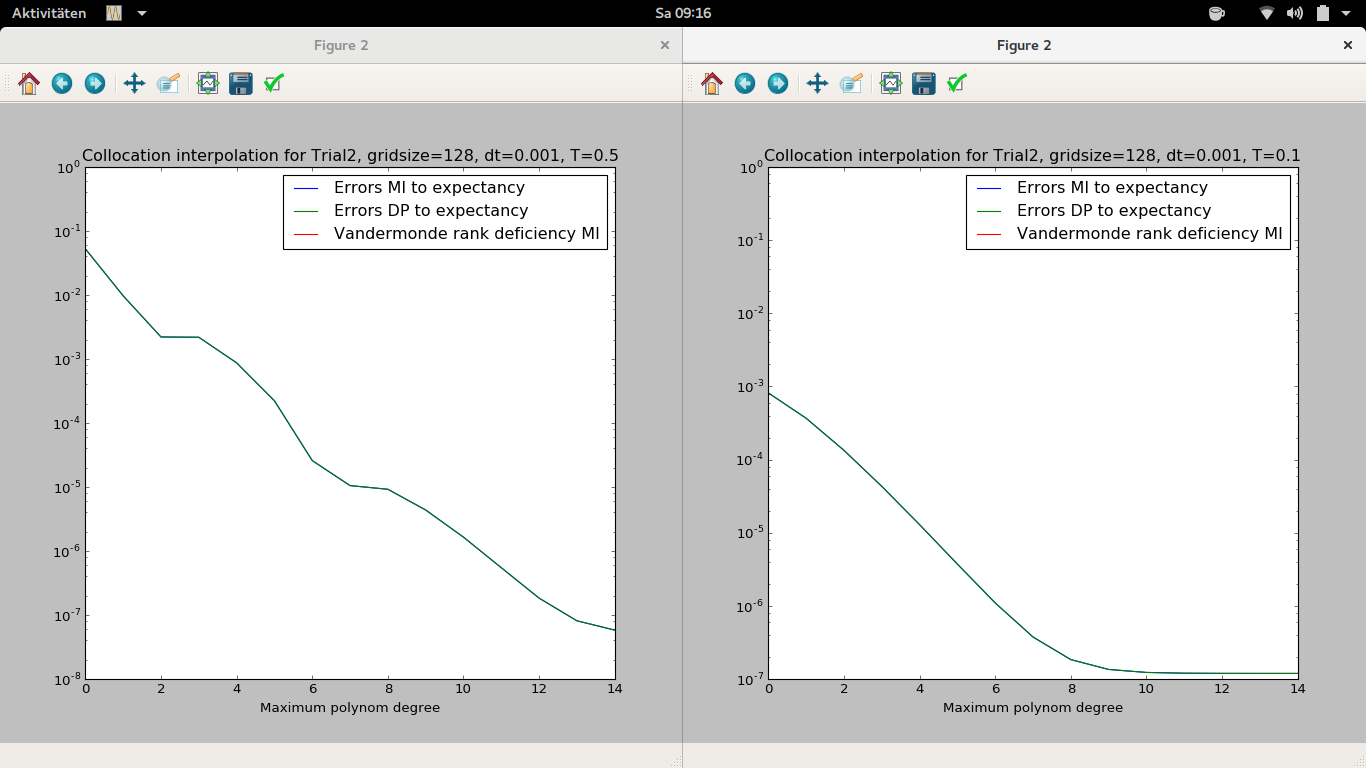 Aktivitäten
Sa 09:16
Figure 2
Collocation interpolation for Trial2, gridsize=128, dt=0.001, T=0.5
Errors MI to expectancy
Errors DP to expectancy
Vandermonde rank deficiency MI
10^0
10^-1
10^-2
10^-3
10^-4
10^-5
10^-6
10^-7
10^-8
0 2 4 6 8 10 12 14
Maximum polynom degree
Figure 2
Collocation interpolation for Trial2, gridsize=128, dt=0.001, T=0.1
Errors MI to expectancy
Errors DP to expectancy
Vandermonde rank deficiency MI
10^0
10^-1
10^-2
10^-3
10^-4
10^-5
10^-6
10^-7
0 2 4 6 8 10 12 14
Maximum polynom degree